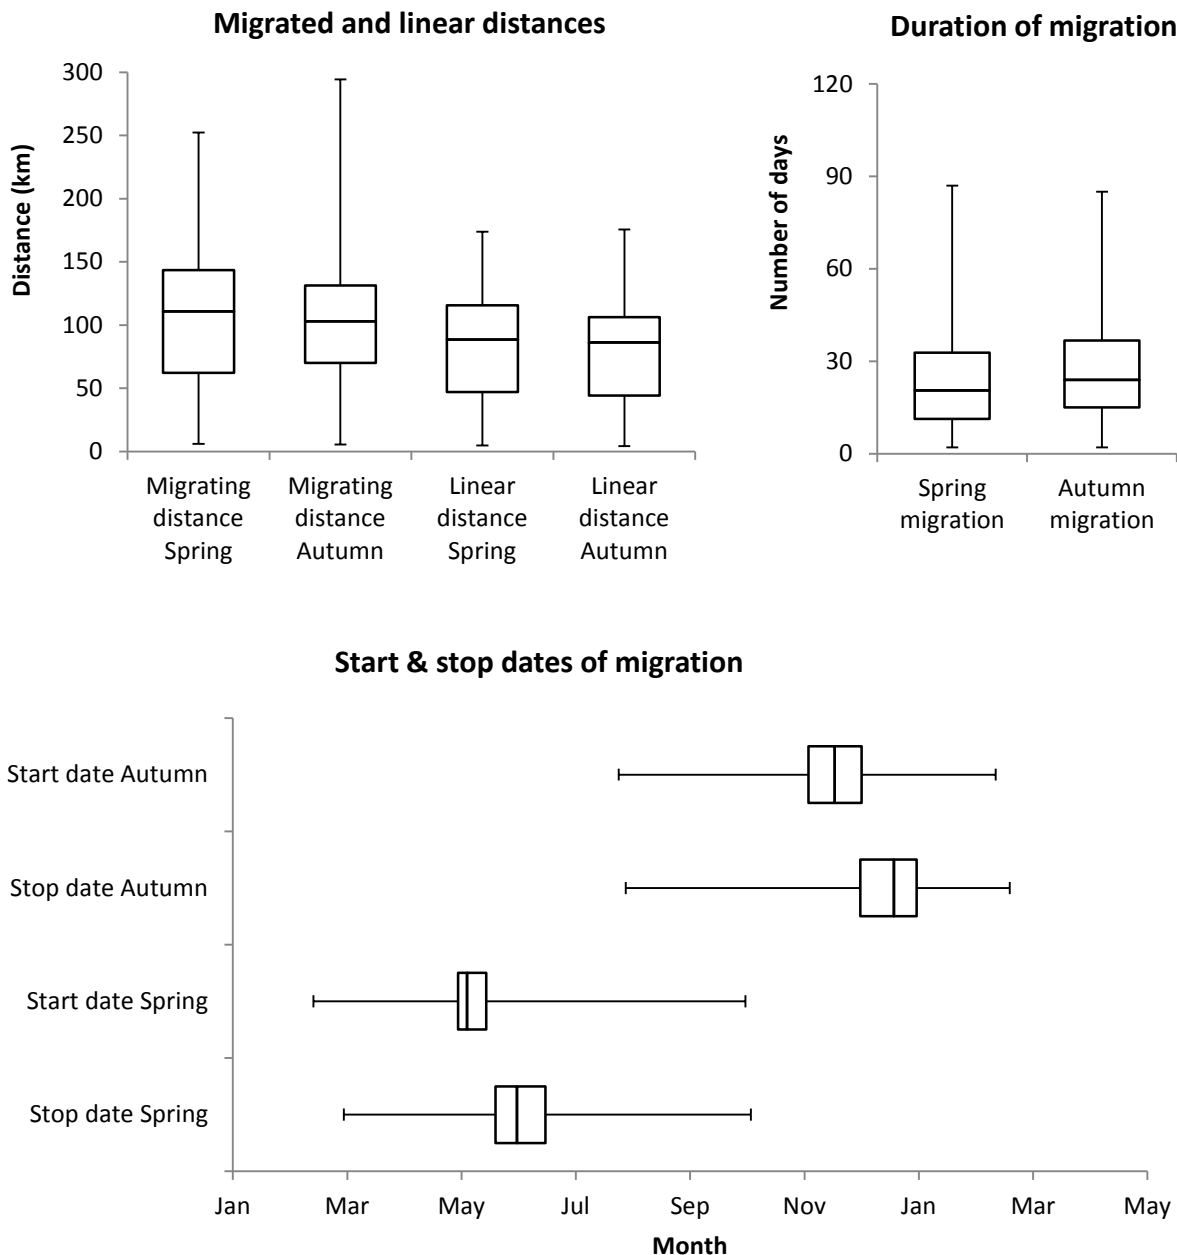 Migrated and linear distances
Distance (km)
300
250
200
150
100
50
0
Migrating
distance
Spring
Migrating
distance
Autumn
Linear
distance
Spring
Linear
distance
Autumn
Duration of migration
Number of days
120
90
60
30
0
Spring
migration
Autumn
migration
Start & stop dates of migration
Start date Autumn
Stop date Autumn
Start date Spring
Stop date Spring
Jan Mar May Jul Sep Nov Jan Mar May
Month